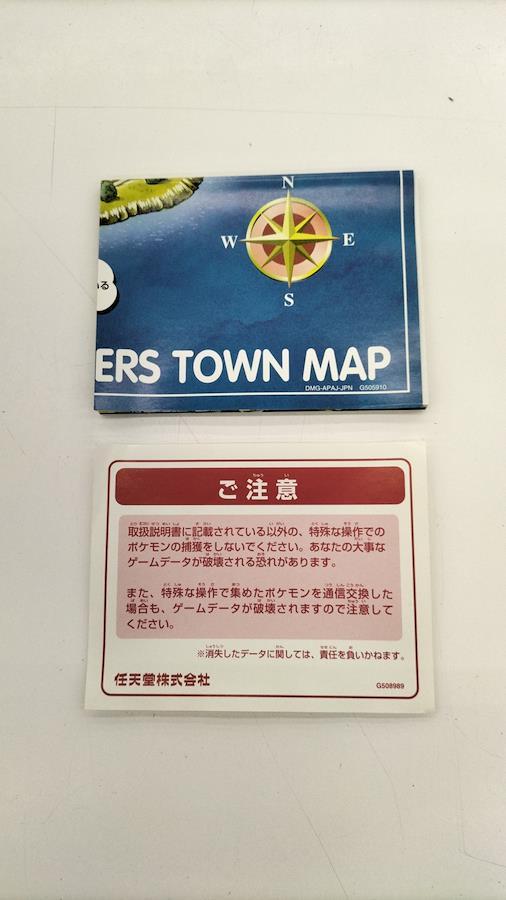 N
W E
S
いる
ERS TOWN MAP
DMG-APAJ-JPN G505910
ご注意
取扱説明書に記載されている以外の、特殊な操作での
ポケモンの捕獲をしないでください。あなたの大事な
ゲームデータが破壊される恐れがあります。
また、特殊な操作で集めたポケモンを通信交換した
場合も、ゲームデータが破壊されますので注意して
ください。
※消失したデータに関しては、責任を負いかねます。
任天堂株式会社
G508989